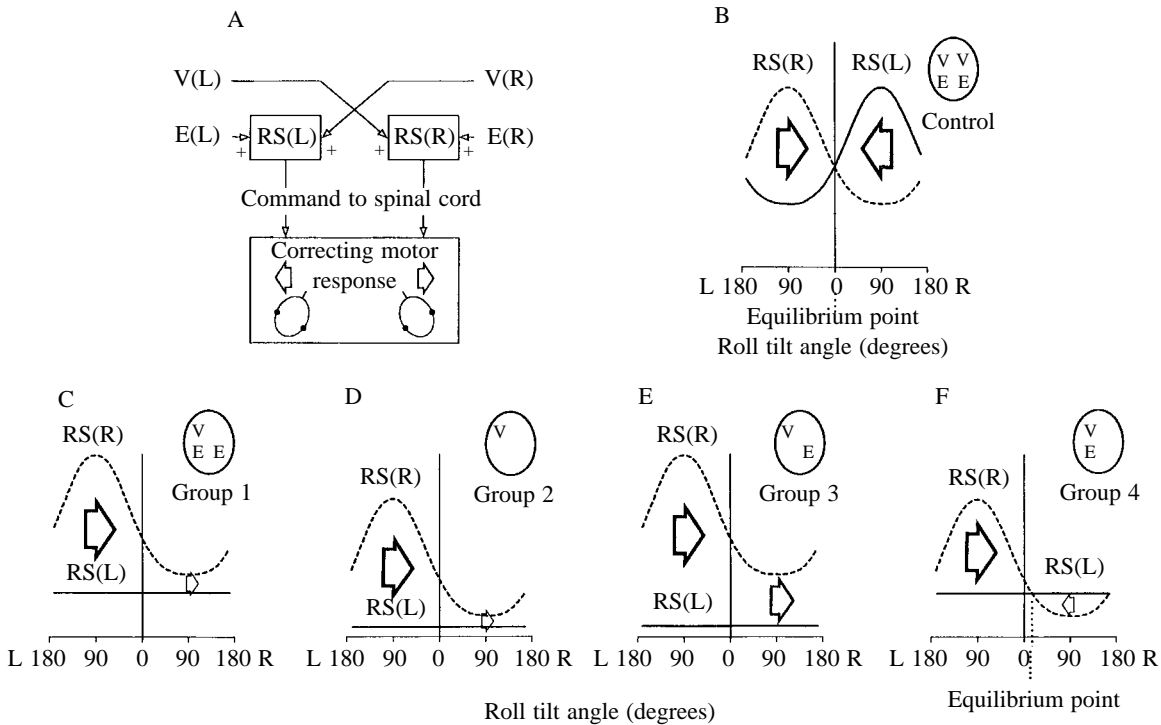 A
V(L) V(R)
E(L) RS(L) RS(R) E(R)
+ + + +
Command to spinal cord
Correcting motor
response
B
RS(R) RS(L)
V V
E E
Control
L 180 90 0 90 180 R
Equilibrium point
Roll tilt angle (degrees)
C
RS(R)
V
E E
Group 1
RS(L)
L 180 90 0 90 180 R
D
RS(R)
V
Group 2
RS(L)
L 180 90 0 90 180 R
E
RS(R)
V
E
Group 3
RS(L)
L 180 90 0 90 180 R
F
RS(R)
V
E
Group 4
RS(L)
L 180 90 0 90 180 R
Equilibrium point
Roll tilt angle (degrees)